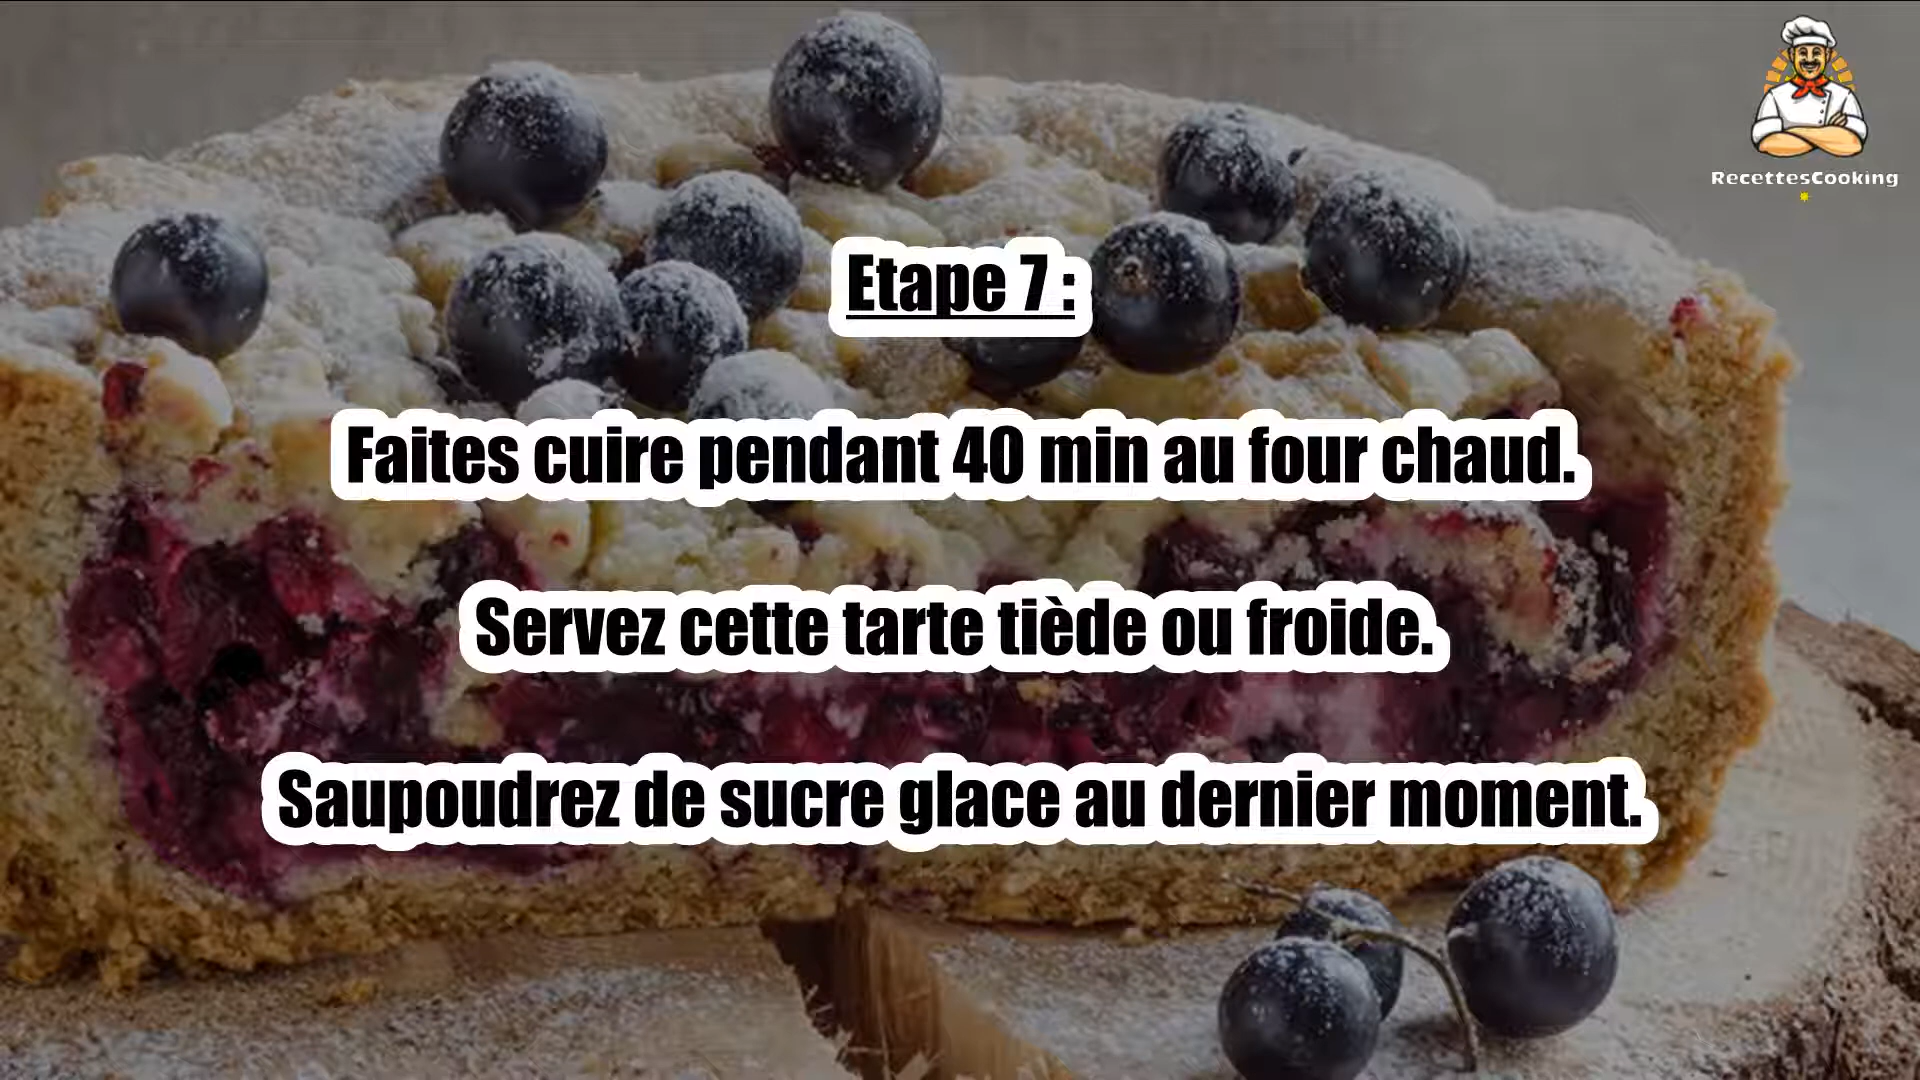 RecettesCooking
Etape 7 :
Faites cuire pendant 40 min au four chaud.
Servez cette tarte tiède ou froide.
Saupoudrez de sucre glace au dernier moment.